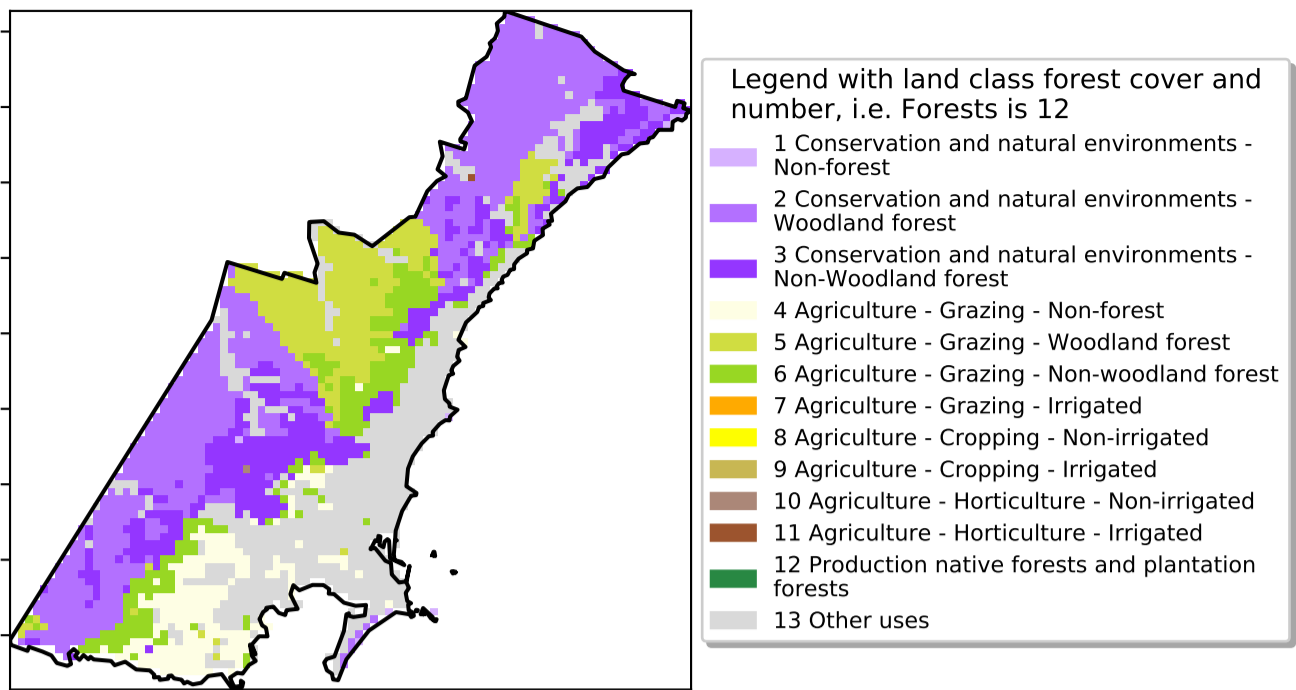 Legend with land class forest cover and
number, i.e. Forests is 12
1 Conservation and natural environments -
Non-forest
2 Conservation and natural environments -
Woodland forest
3 Conservation and natural environments -
Non-Woodland forest
4 Agriculture - Grazing - Non-forest
5 Agriculture - Grazing - Woodland forest
6 Agriculture - Grazing - Non-woodland forest
7 Agriculture - Grazing - Irrigated
8 Agriculture - Cropping - Non-irrigated
9 Agriculture - Cropping - Irrigated
10 Agriculture - Horticulture - Non-irrigated
11 Agriculture - Horticulture - Irrigated
12 Production native forests and plantation
forests
13 Other uses